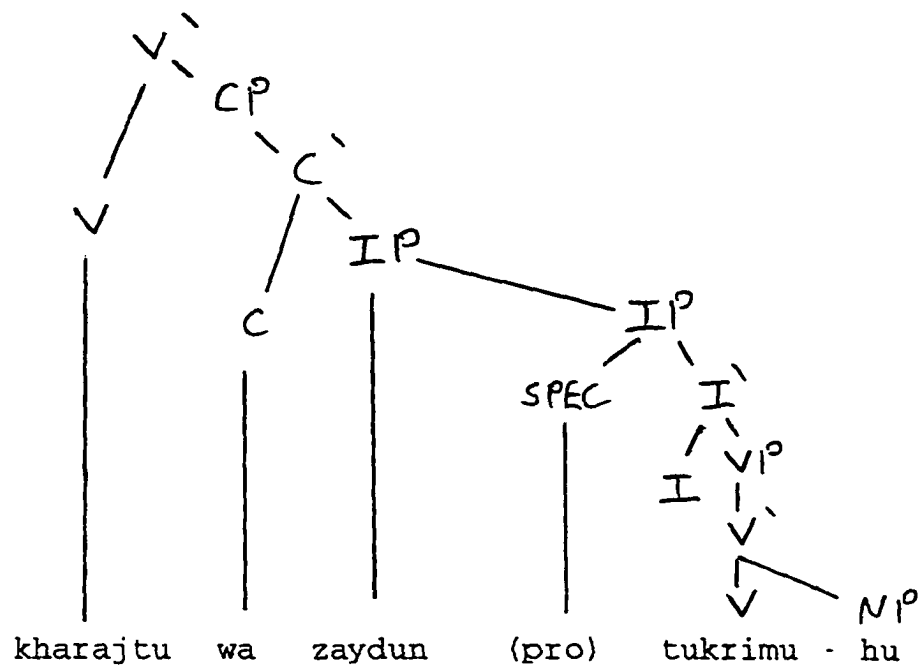 V`
CP
C`
V
IP
C
IP
SPEC I`
I VP
V`
V NP
kharajtu wa zaydun (pro) tukrimu - hu